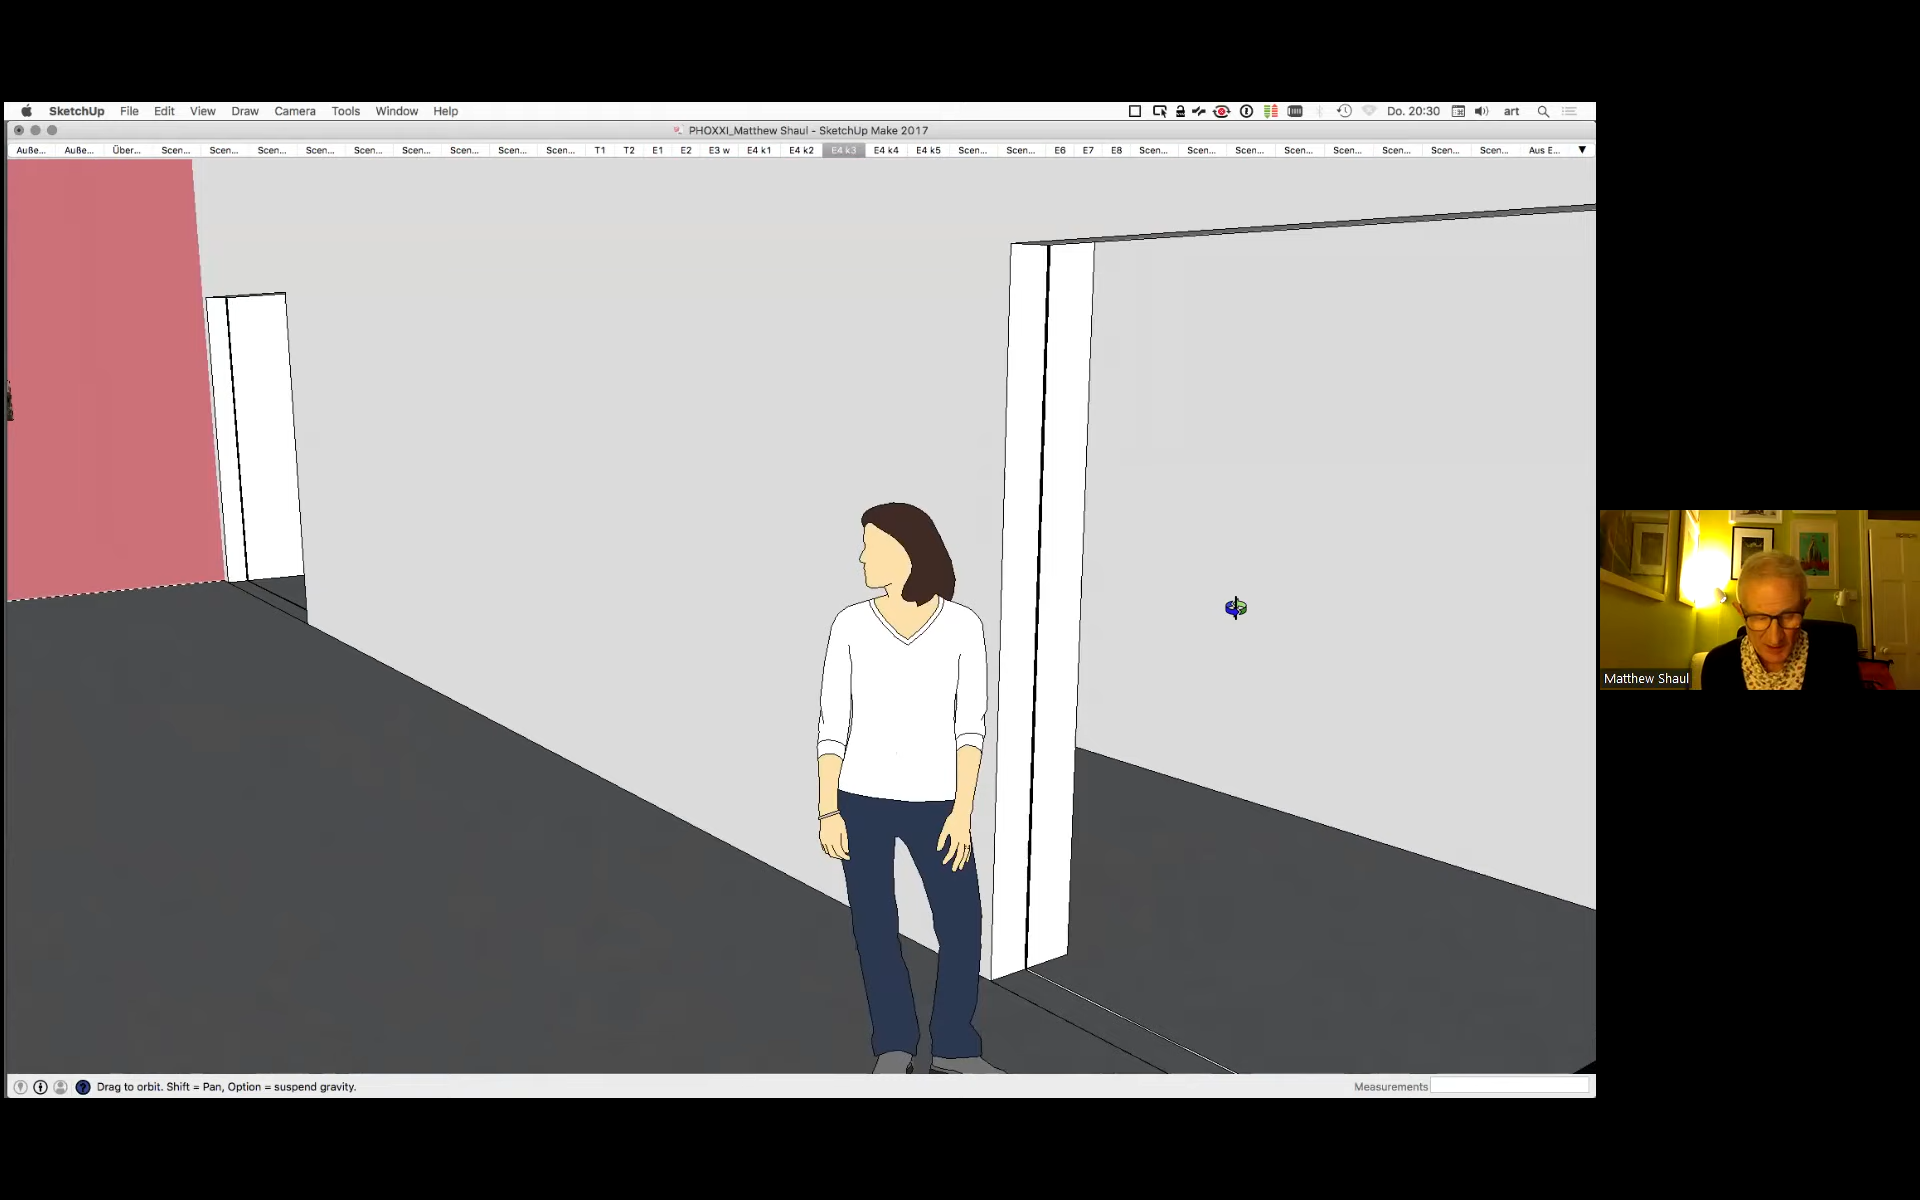 SketchUp File Edit View Draw Camera Tools Window Help Do. 20:30 art
PHOXXI_Matthew Shaul - SketchUp Make 2017
Auße... Auße... Über... Scen... Scen... Scen... Scen... Scen... Scen... Scen... Scen... Scen... T1 T2 E1 E2 E3 w E4 k1 E4 k2 E4 k3 E4 k4 E4 k5 Scen... Scen... E6 E7 E8 Scen... Scen... Scen... Scen... Scen... Scen... Scen... Scen... Aus E...
Matthew Shaul
Drag to orbit. Shift = Pan, Option = suspend gravity. Measurements